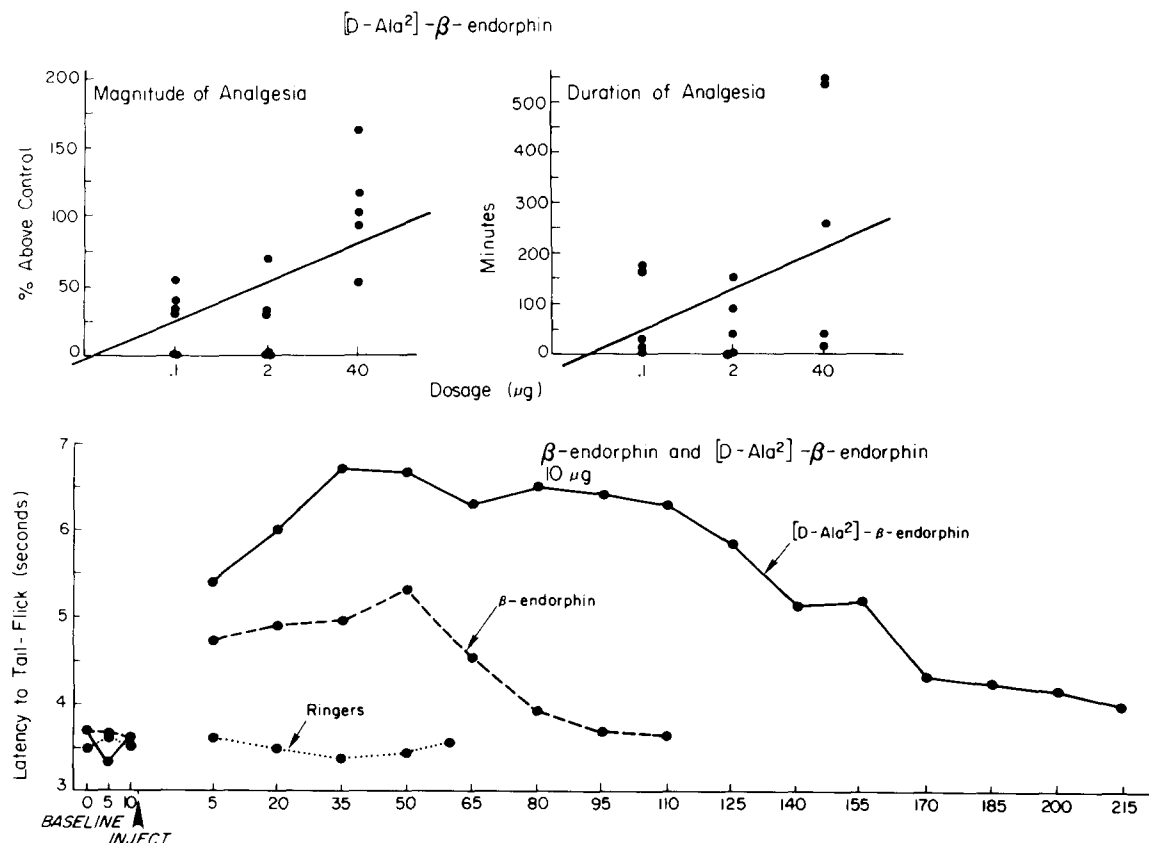 [D-Ala²]-β-endorphin
Magnitude of Analgesia
% Above Control
200
150
100
50
0
.1 2 40
Duration of Analgesia
Minutes
500
400
300
200
100
0
.1 2 40
Dosage (μg)
β-endorphin and [D-Ala²]-β-endorphin
10 μg
[D-Ala²]-β-endorphin
β-endorphin
Ringers
Latency to Tail-Flick (seconds)
7
6
5
4
3
0 5 10 5 20 35 50 65 80 95 110 125 140 155 170 185 200 215
BASELINE
INJECT